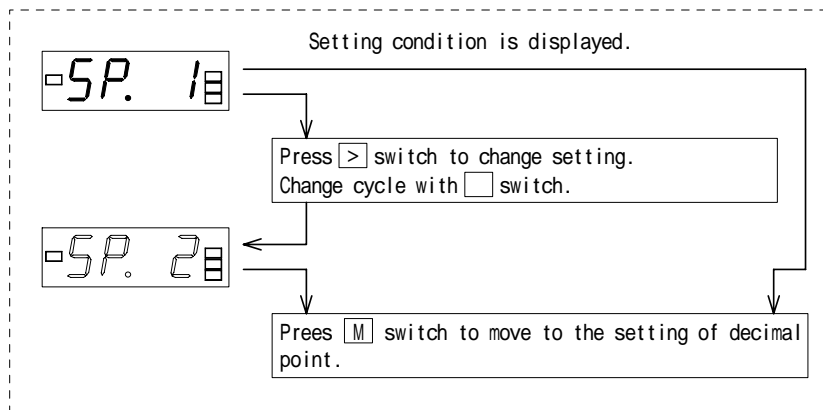 Setting condition is displayed.
SP. 1
Press > switch to change setting.
Change cycle with switch.
SP. 2
Prees M switch to move to the setting of decimal
point.